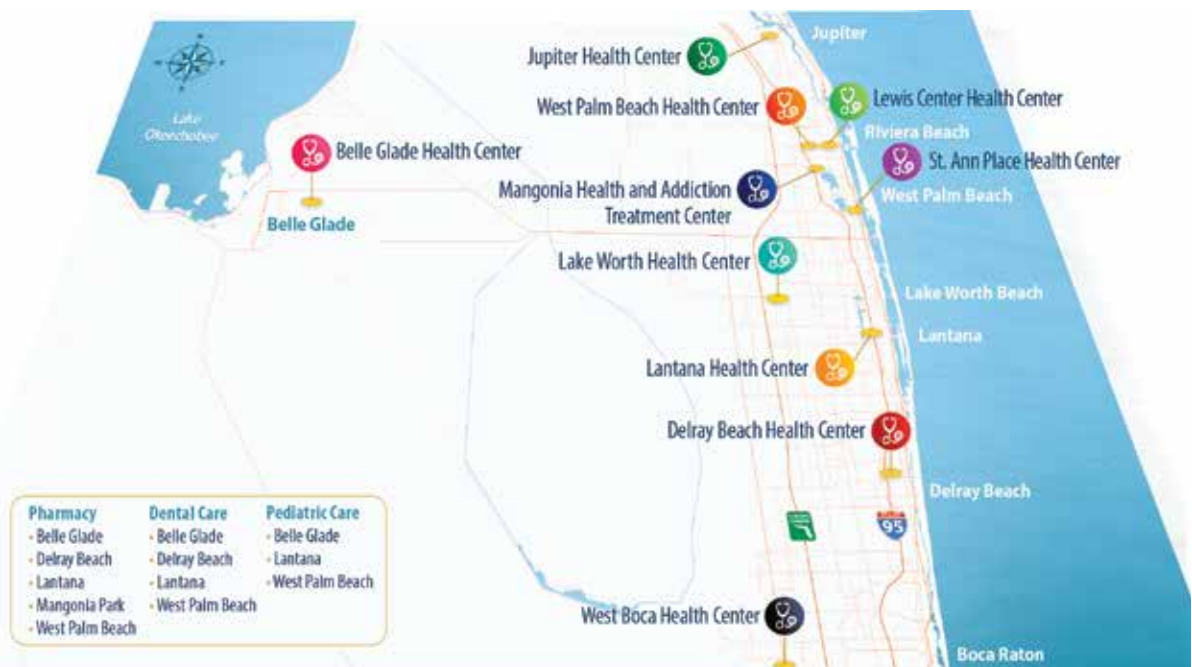 Jupiter
Jupiter Health Center
West Palm Beach Health Center
Lewis Center Health Center
Lake
Okeechobee
Riviera Beach
Belle Glade Health Center
St. Ann Place Health Center
Mangonia Health and Addiction
Treatment Center
West Palm Beach
Belle Glade
Lake Worth Health Center
Lake Worth Beach
Lantana
Lantana Health Center
Delray Beach Health Center
Delray Beach
95
Pharmacy
• Belle Glade
• Delray Beach
• Lantana
• Mangonia Park
• West Palm Beach
Dental Care
• Belle Glade
• Delray Beach
• Lantana
• West Palm Beach
Pediatric Care
• Belle Glade
• Lantana
• West Palm Beach
West Boca Health Center
Boca Raton